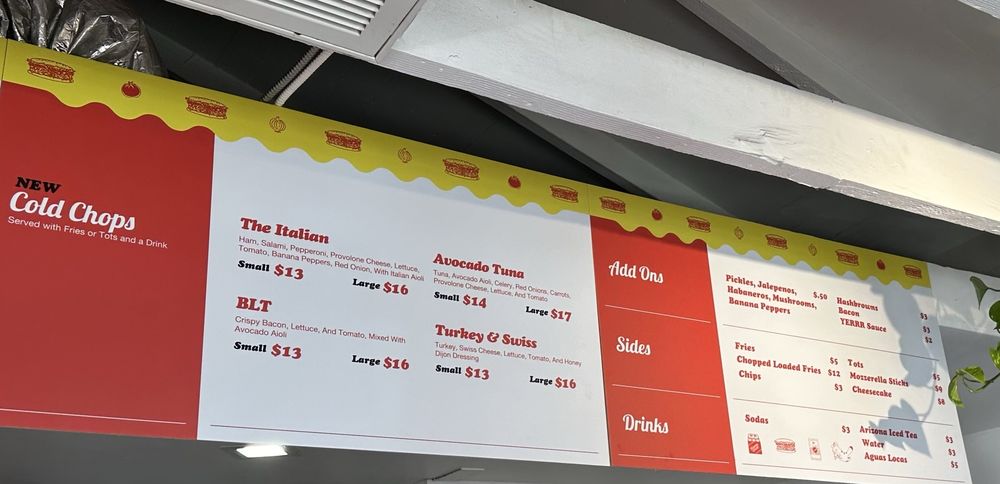 NEW
Cold Chops
Served with Fries or Tots and a Drink
The Italian
Ham, Salami, Pepperoni, Provolone Cheese, Lettuce,
Tomato, Banana Peppers, Red Onion, With Italian Aioli
Small $13 Large $16
BLT
Crispy Bacon, Lettuce, And Tomato, Mixed With
Avocado Aioli
Small $13 Large $16
Avocado Tuna
Tuna, Avocado Aioli, Celery, Red Onions, Carrots,
Provolone Cheese, Lettuce, And Tomato
Small $14 Large $17
Turkey & Swiss
Turkey, Swiss Cheese, Lettuce, Tomato, And Honey
Dijon Dressing
Small $13 Large $16
Add Ons
Pickles, Jalepenos, $.50
Habaneros, Mushrooms,
Banana Peppers
Hashbrowns $3
Bacon $3
YERRR Sauce $2
Sides
Fries $5
Chopped Loaded Fries $12
Chips $3
Tots $5
Mozzerella Sticks $9
Cheesecake $8
Drinks
Sodas $3
Arizona Iced Tea $3
Water $3
Aguas Locas $5